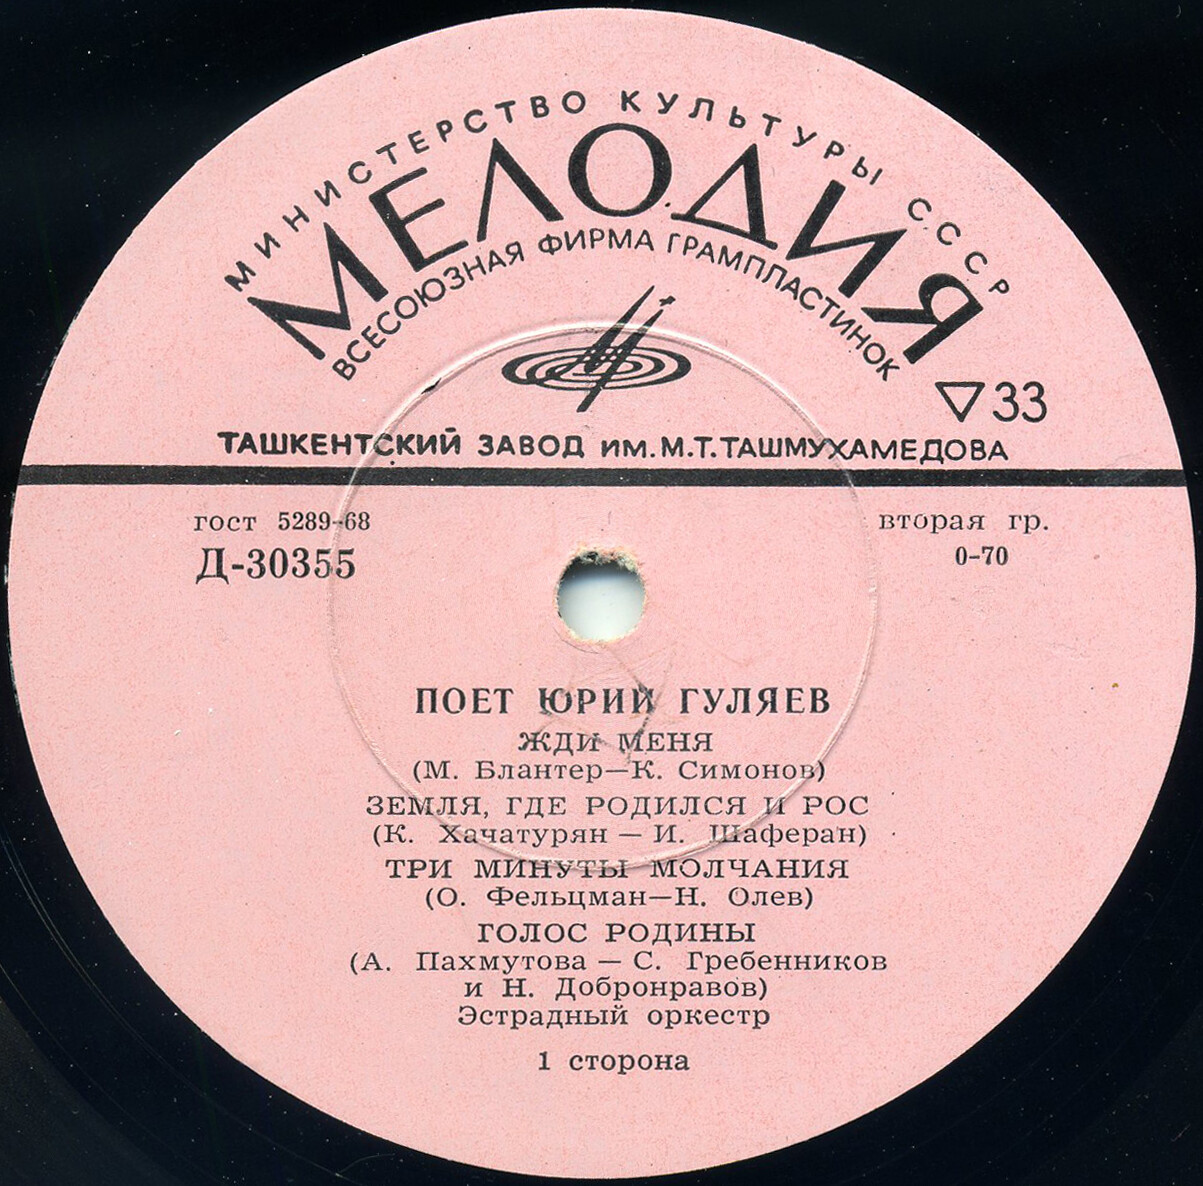 МИНИСТЕРСТВО КУЛЬТУРЫ СССР
МЕЛОДИЯ
ВСЕСОЮЗНАЯ ФИРМА ГРАМПЛАСТИНОК
▽33
ТАШКЕНТСКИЙ ЗАВОД ИМ. М.Т. ТАШМУХАМЕДОВА
гост 5289-68
вторая гр.
Д-30355
0-70
ПОЕТ ЮРИЙ ГУЛЯЕВ
ЖДИ МЕНЯ
(М. Блантер—К. Симонов)
ЗЕМЛЯ, ГДЕ РОДИЛСЯ И РОС
(К. Хачатурян — И. Шаферан)
ТРИ МИНУТЫ МОЛЧАНИЯ
(О. Фельцман—Н. Олев)
ГОЛОС РОДИНЫ
(А. Пахмутова — С. Гребенников
и Н. Добронравов)
Эстрадный оркестр
1 сторона